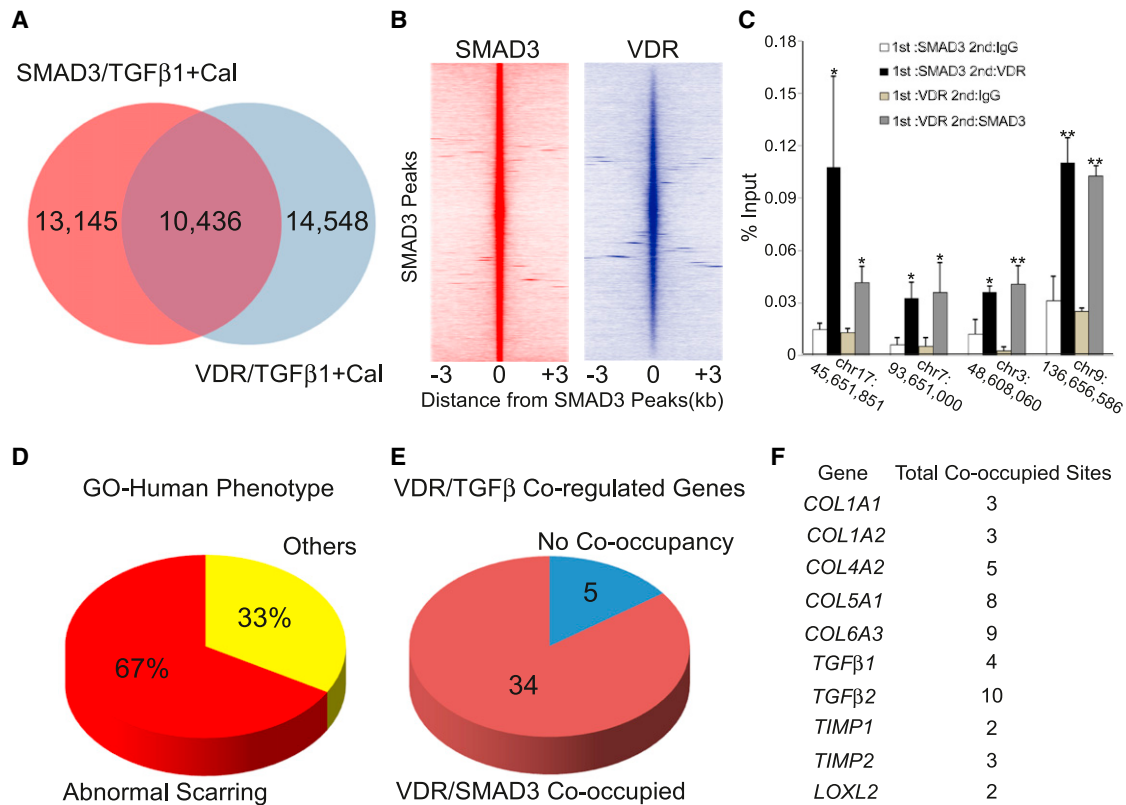 A
SMAD3/TGFβ1+Cal
13,145
10,436
14,548
VDR/TGFβ1+Cal
B
SMAD3
VDR
SMAD3 Peaks
-3
0
+3
-3
0
+3
Distance from SMAD3 Peaks(kb)
C
0.18
0.15
0.12
0.09
0.06
0.03
0
% Input
1st :SMAD3 2nd:IgG
1st :SMAD3 2nd:VDR
1st :VDR 2nd:IgG
1st :VDR 2nd:SMAD3
*
*
*
*
*
**
**
**
chr17:
45,651,851
chr7:
93,651,000
chr3:
48,608,060
chr9:
136,656,586
D
GO-Human Phenotype
Others
33%
67%
Abnormal Scarring
E
VDR/TGFβ Co-regulated Genes
No Co-occupancy
5
34
VDR/SMAD3 Co-occupied
F
Gene Total Co-occupied Sites
COL1A1 3
COL1A2 3
COL4A2 5
COL5A1 8
COL6A3 9
TGFβ1 4
TGFβ2 10
TIMP1 2
TIMP2 3
LOXL2 2